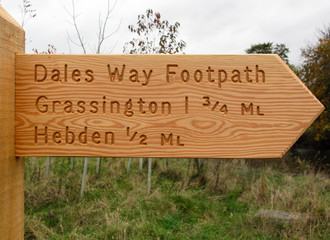 Dales Way Footpath
Grassington 1 3/4 ML
Hebden 1/2 ML